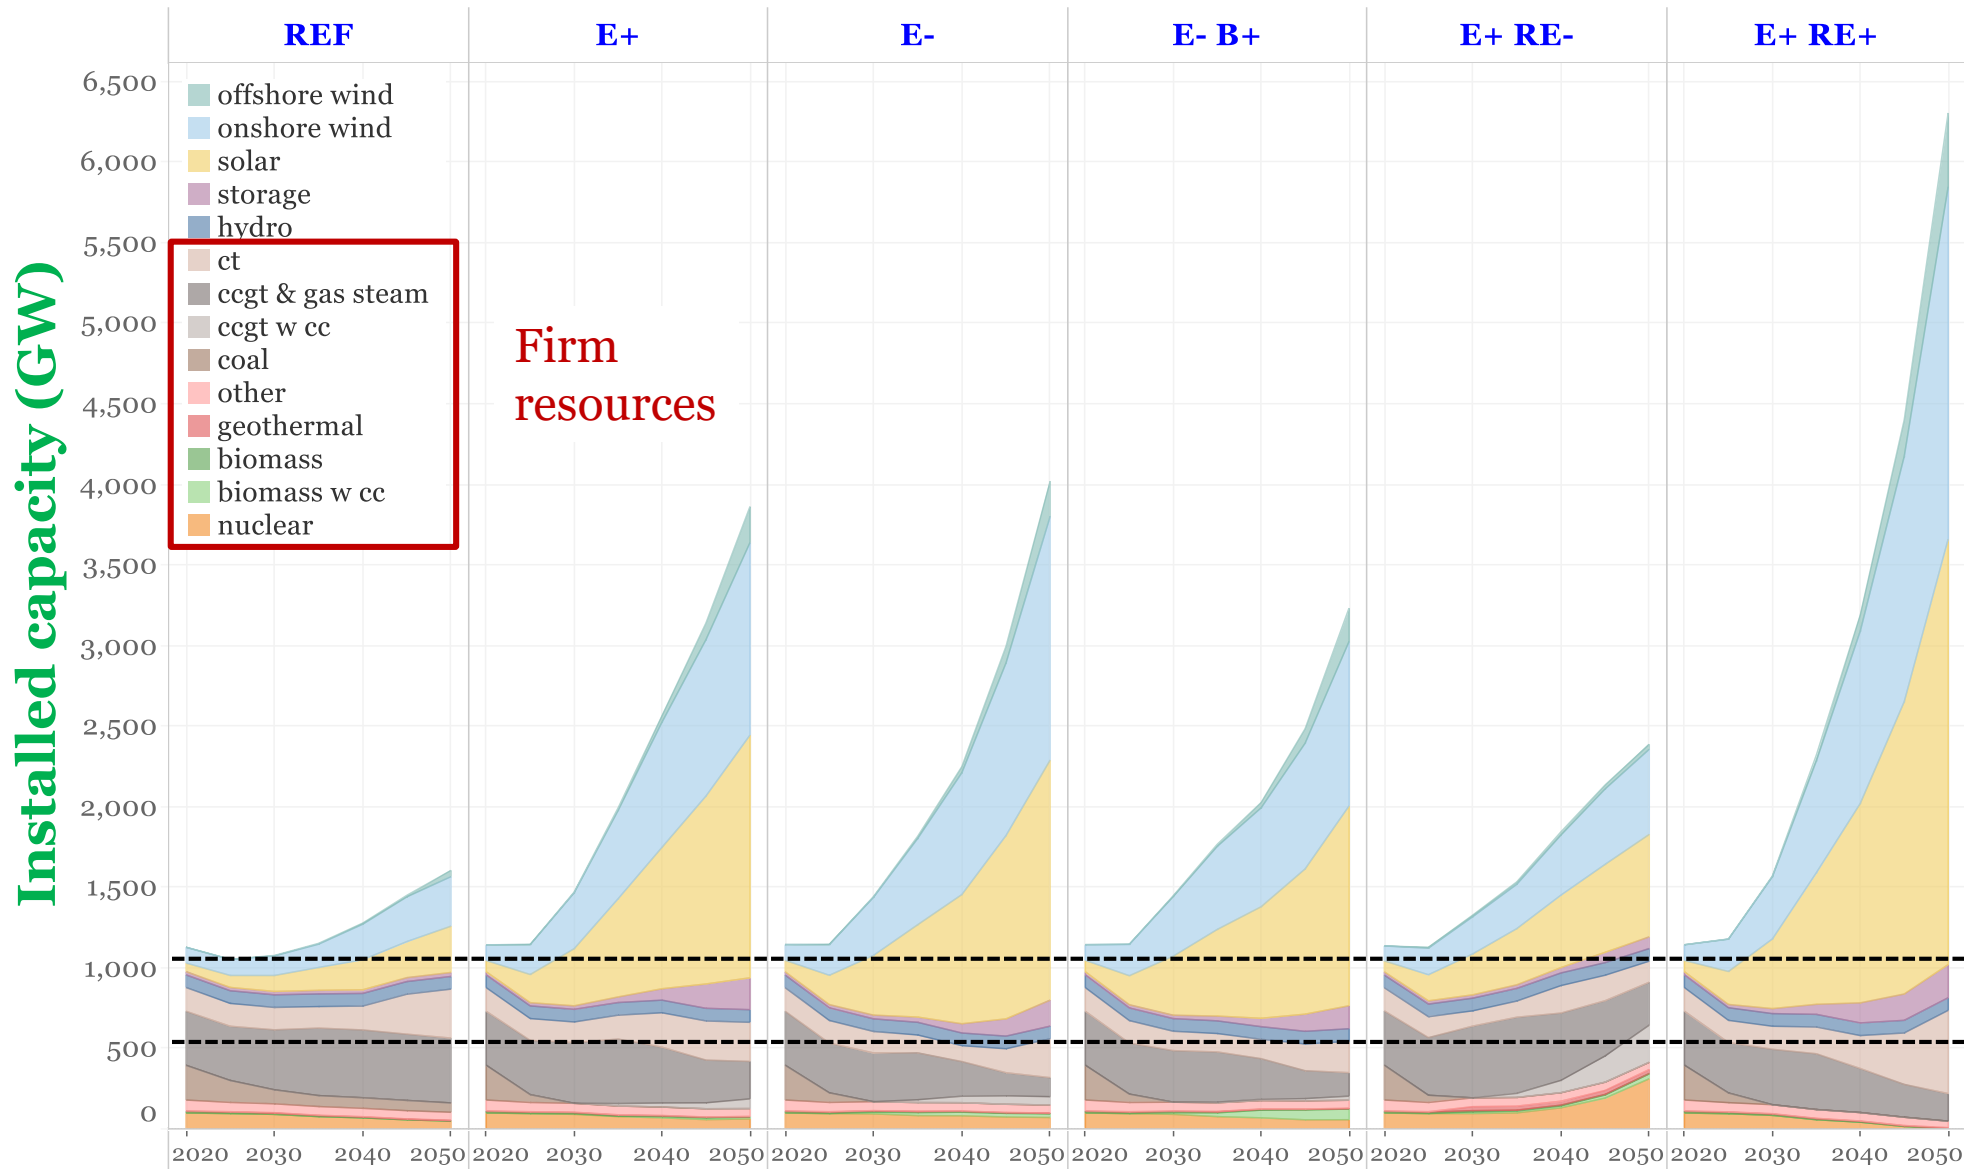 REF E+ E- E- B+ E+ RE- E+ RE+
Installed capacity (GW)
6,500
6,000
5,500
5,000
4,500
4,000
3,500
3,000
2,500
2,000
1,500
1,000
500
0
offshore wind
onshore wind
solar
storage
hydro
ct
ccgt & gas steam
ccgt w cc
coal
other
geothermal
biomass
biomass w cc
nuclear
Firm
resources
2020 2030 2040 2050 2020 2030 2040 2050 2020 2030 2040 2050 2020 2030 2040 2050 2020 2030 2040 2050 2020 2030 2040 2050